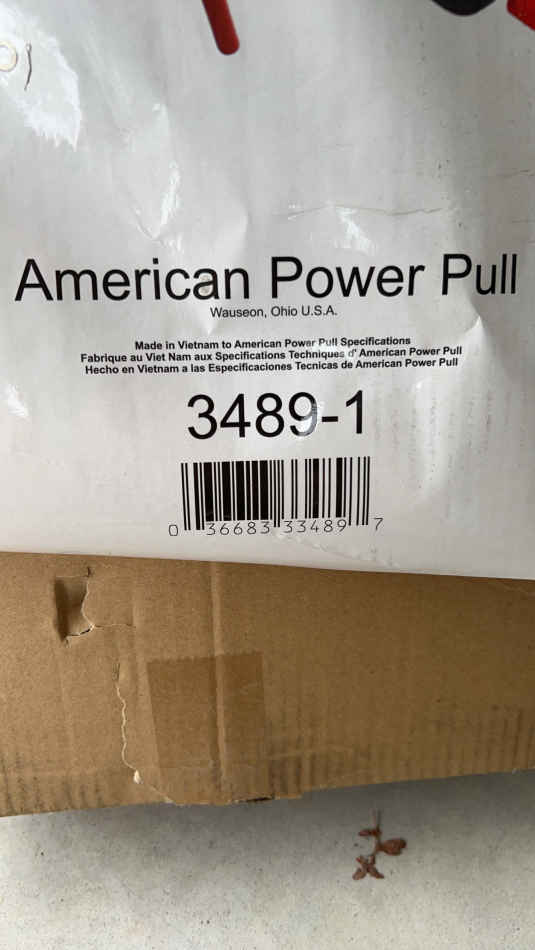 American Power Pull
Wauseon, Ohio U.S.A.
Made in Vietnam to American Power Pull Specifications
Fabrique au Viet Nam aux Specifications Techniques d' American Power Pull
Hecho en Vietnam a las Especificaciones Tecnicas de American Power Pull
3489-1
0 36683 33489 7